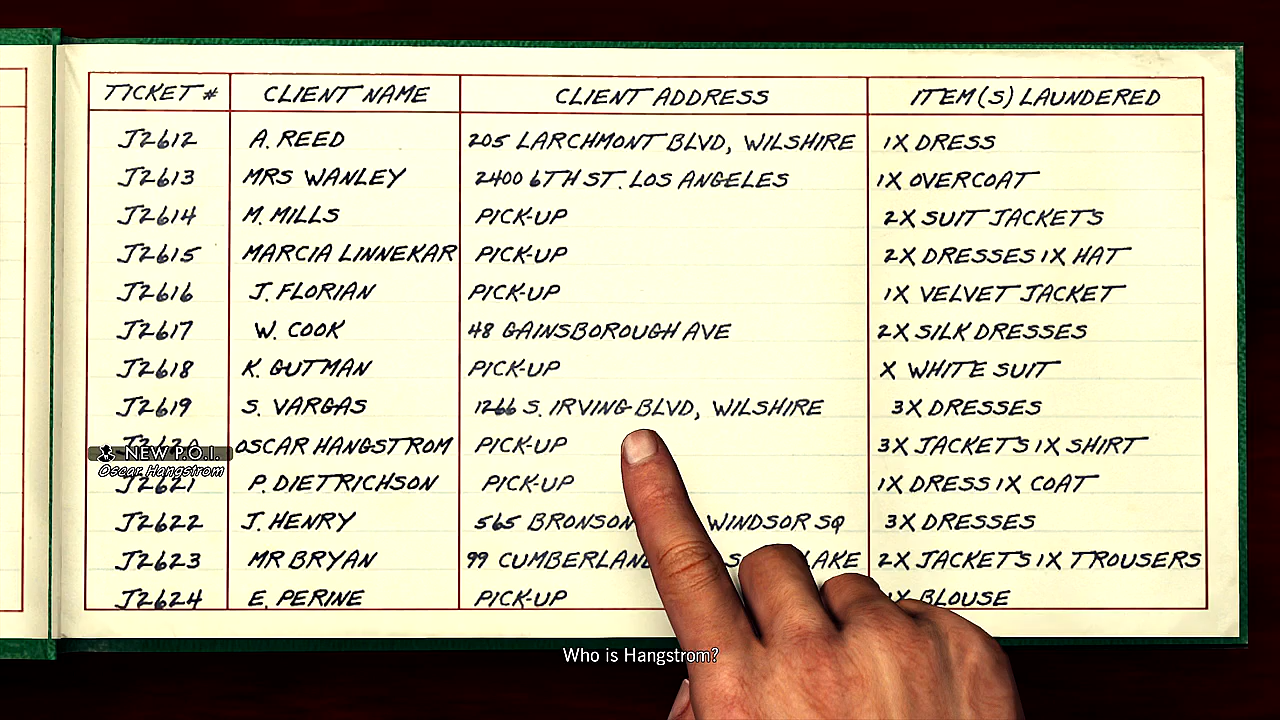 TICKET # CLIENT NAME CLIENT ADDRESS ITEM(S) LAUNDERED
J2612 A. REED 205 LARCHMONT BLVD, WILSHIRE 1X DRESS
J2613 MRS WANLEY 2400 6TH ST. LOS ANGELES 1X OVERCOAT
J2614 M. MILLS PICK-UP 2X SUIT JACKETS
J2615 MARCIA LINNEKAR PICK-UP 2X DRESSES 1X HAT
J2616 J. FLORIAN PICK-UP 1X VELVET JACKET
J2617 W. COOK 48 GAINSBOROUGH AVE 2X SILK DRESSES
J2618 K. GUTMAN PICK-UP X WHITE SUIT
J2619 S. VARGAS 1266 S. IRVING BLVD, WILSHIRE 3X DRESSES
OSCAR HANGSTROM PICK-UP 3X JACKETS 1X SHIRT
NEW P.O.I.
Oscar Hangstrom
J2621 P. DIETRICHSON PICK-UP 1X DRESS 1X COAT
J2622 J. HENRY 565 BRONSON WINDSOR SQ 3X DRESSES
J2623 MR BRYAN 99 CUMBERLAND LAKE 2X JACKETS 1X TROUSERS
J2624 E. PERINE PICK-UP 1X BLOUSE
Who is Hangstrom?